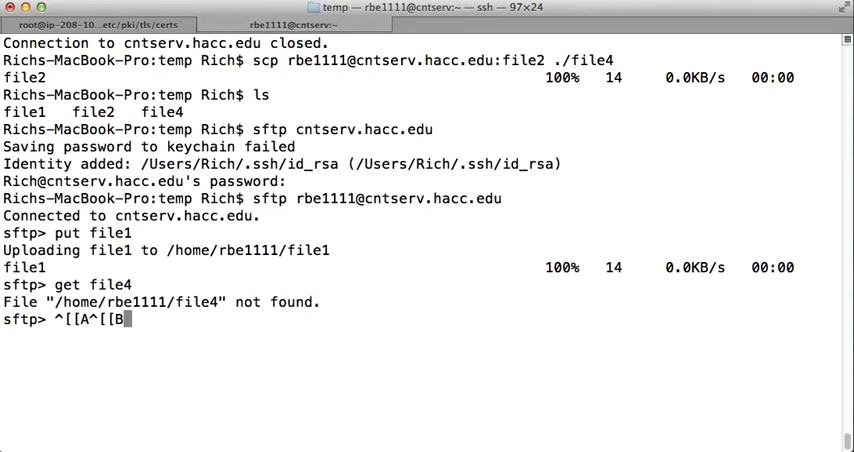 temp — rbe1111@cntserv:~ — ssh — 97×24
root@ip-208-10...etc/pki/tls/certs
rbe1111@cntserv:~
Connection to cntserv.hacc.edu closed.
Richs-MacBook-Pro:temp Rich$ scp rbe1111@cntserv.hacc.edu:file2 ./file4
file2 100% 14 0.0KB/s 00:00
Richs-MacBook-Pro:temp Rich$ ls
file1 file2 file4
Richs-MacBook-Pro:temp Rich$ sftp cntserv.hacc.edu
Saving password to keychain failed
Identity added: /Users/Rich/.ssh/id_rsa (/Users/Rich/.ssh/id_rsa)
Rich@cntserv.hacc.edu's password:
Richs-MacBook-Pro:temp Rich$ sftp rbe1111@cntserv.hacc.edu
Connected to cntserv.hacc.edu.
sftp> put file1
Uploading file1 to /home/rbe1111/file1
file1 100% 14 0.0KB/s 00:00
sftp> get file4
File "/home/rbe1111/file4" not found.
sftp> ^[[A^[[B